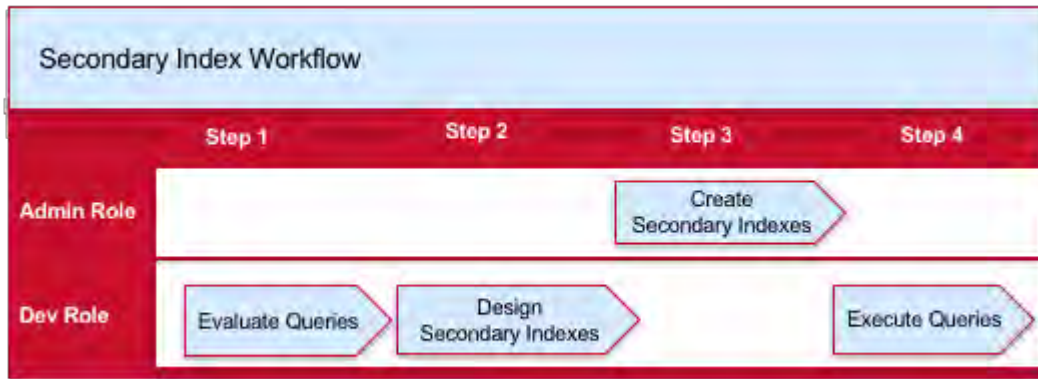 Secondary Index Workflow
Step 1
Step 2
Step 3
Step 4
Admin Role
Create
Secondary Indexes
Dev Role
Evaluate Queries
Design
Secondary Indexes
Execute Queries